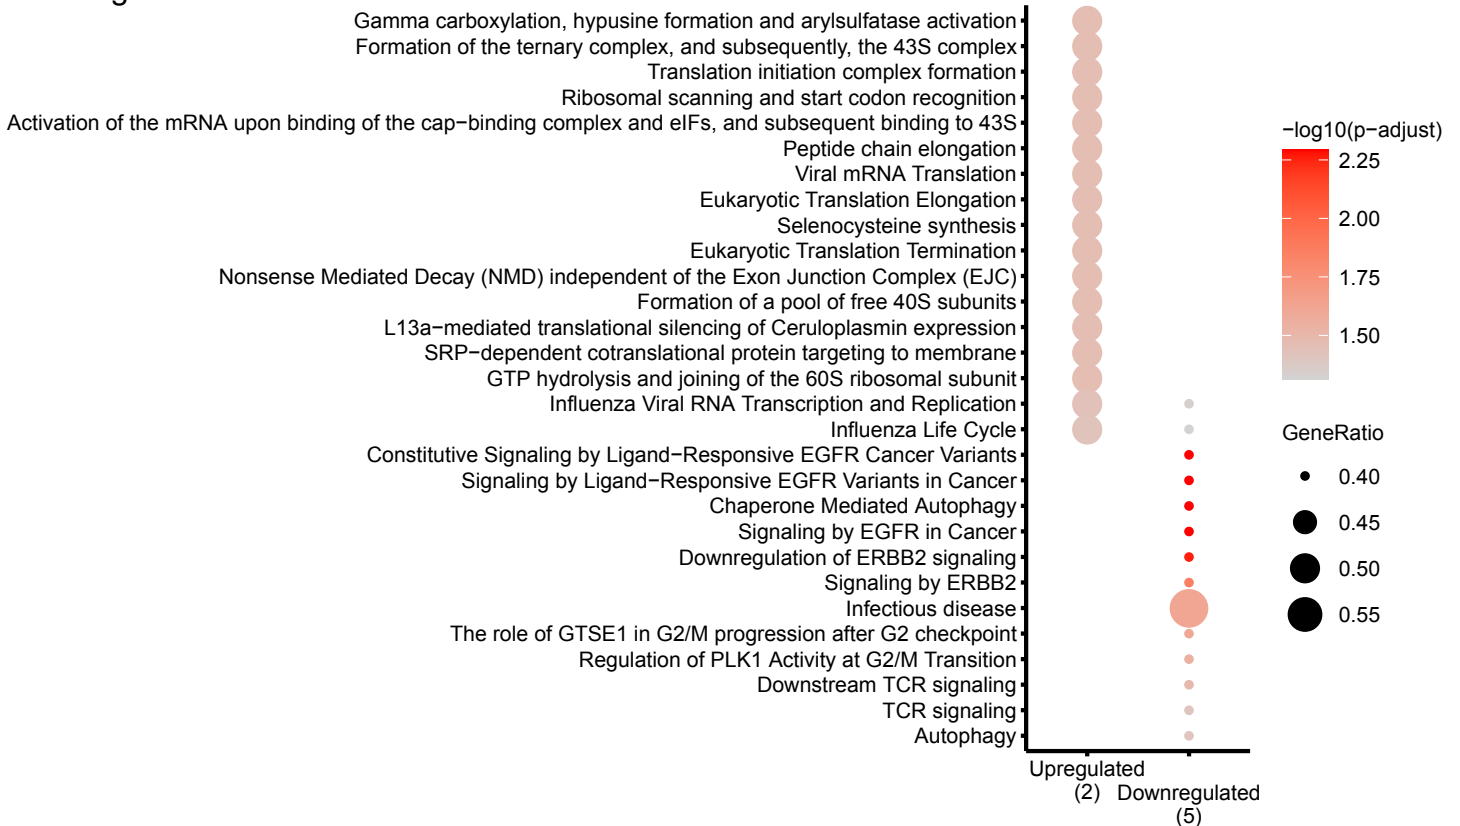 Gamma carboxylation, hypusine formation and arylsulfatase activation
Formation of the ternary complex, and subsequently, the 43S complex
Translation initiation complex formation
Ribosomal scanning and start codon recognition
Activation of the mRNA upon binding of the cap−binding complex and eIFs, and subsequent binding to 43S
Peptide chain elongation
Viral mRNA Translation
Eukaryotic Translation Elongation
Selenocysteine synthesis
Eukaryotic Translation Termination
Nonsense Mediated Decay (NMD) independent of the Exon Junction Complex (EJC)
Formation of a pool of free 40S subunits
L13a−mediated translational silencing of Ceruloplasmin expression
SRP−dependent cotranslational protein targeting to membrane
GTP hydrolysis and joining of the 60S ribosomal subunit
Influenza Viral RNA Transcription and Replication
Influenza Life Cycle
Constitutive Signaling by Ligand−Responsive EGFR Cancer Variants
Signaling by Ligand−Responsive EGFR Variants in Cancer
Chaperone Mediated Autophagy
Signaling by EGFR in Cancer
Downregulation of ERBB2 signaling
Signaling by ERBB2
Infectious disease
The role of GTSE1 in G2/M progression after G2 checkpoint
Regulation of PLK1 Activity at G2/M Transition
Downstream TCR signaling
TCR signaling
Autophagy
Upregulated
(2)
Downregulated
(5)
−log10(p−adjust)
2.25
2.00
1.75
1.50
GeneRatio
0.40
0.45
0.50
0.55